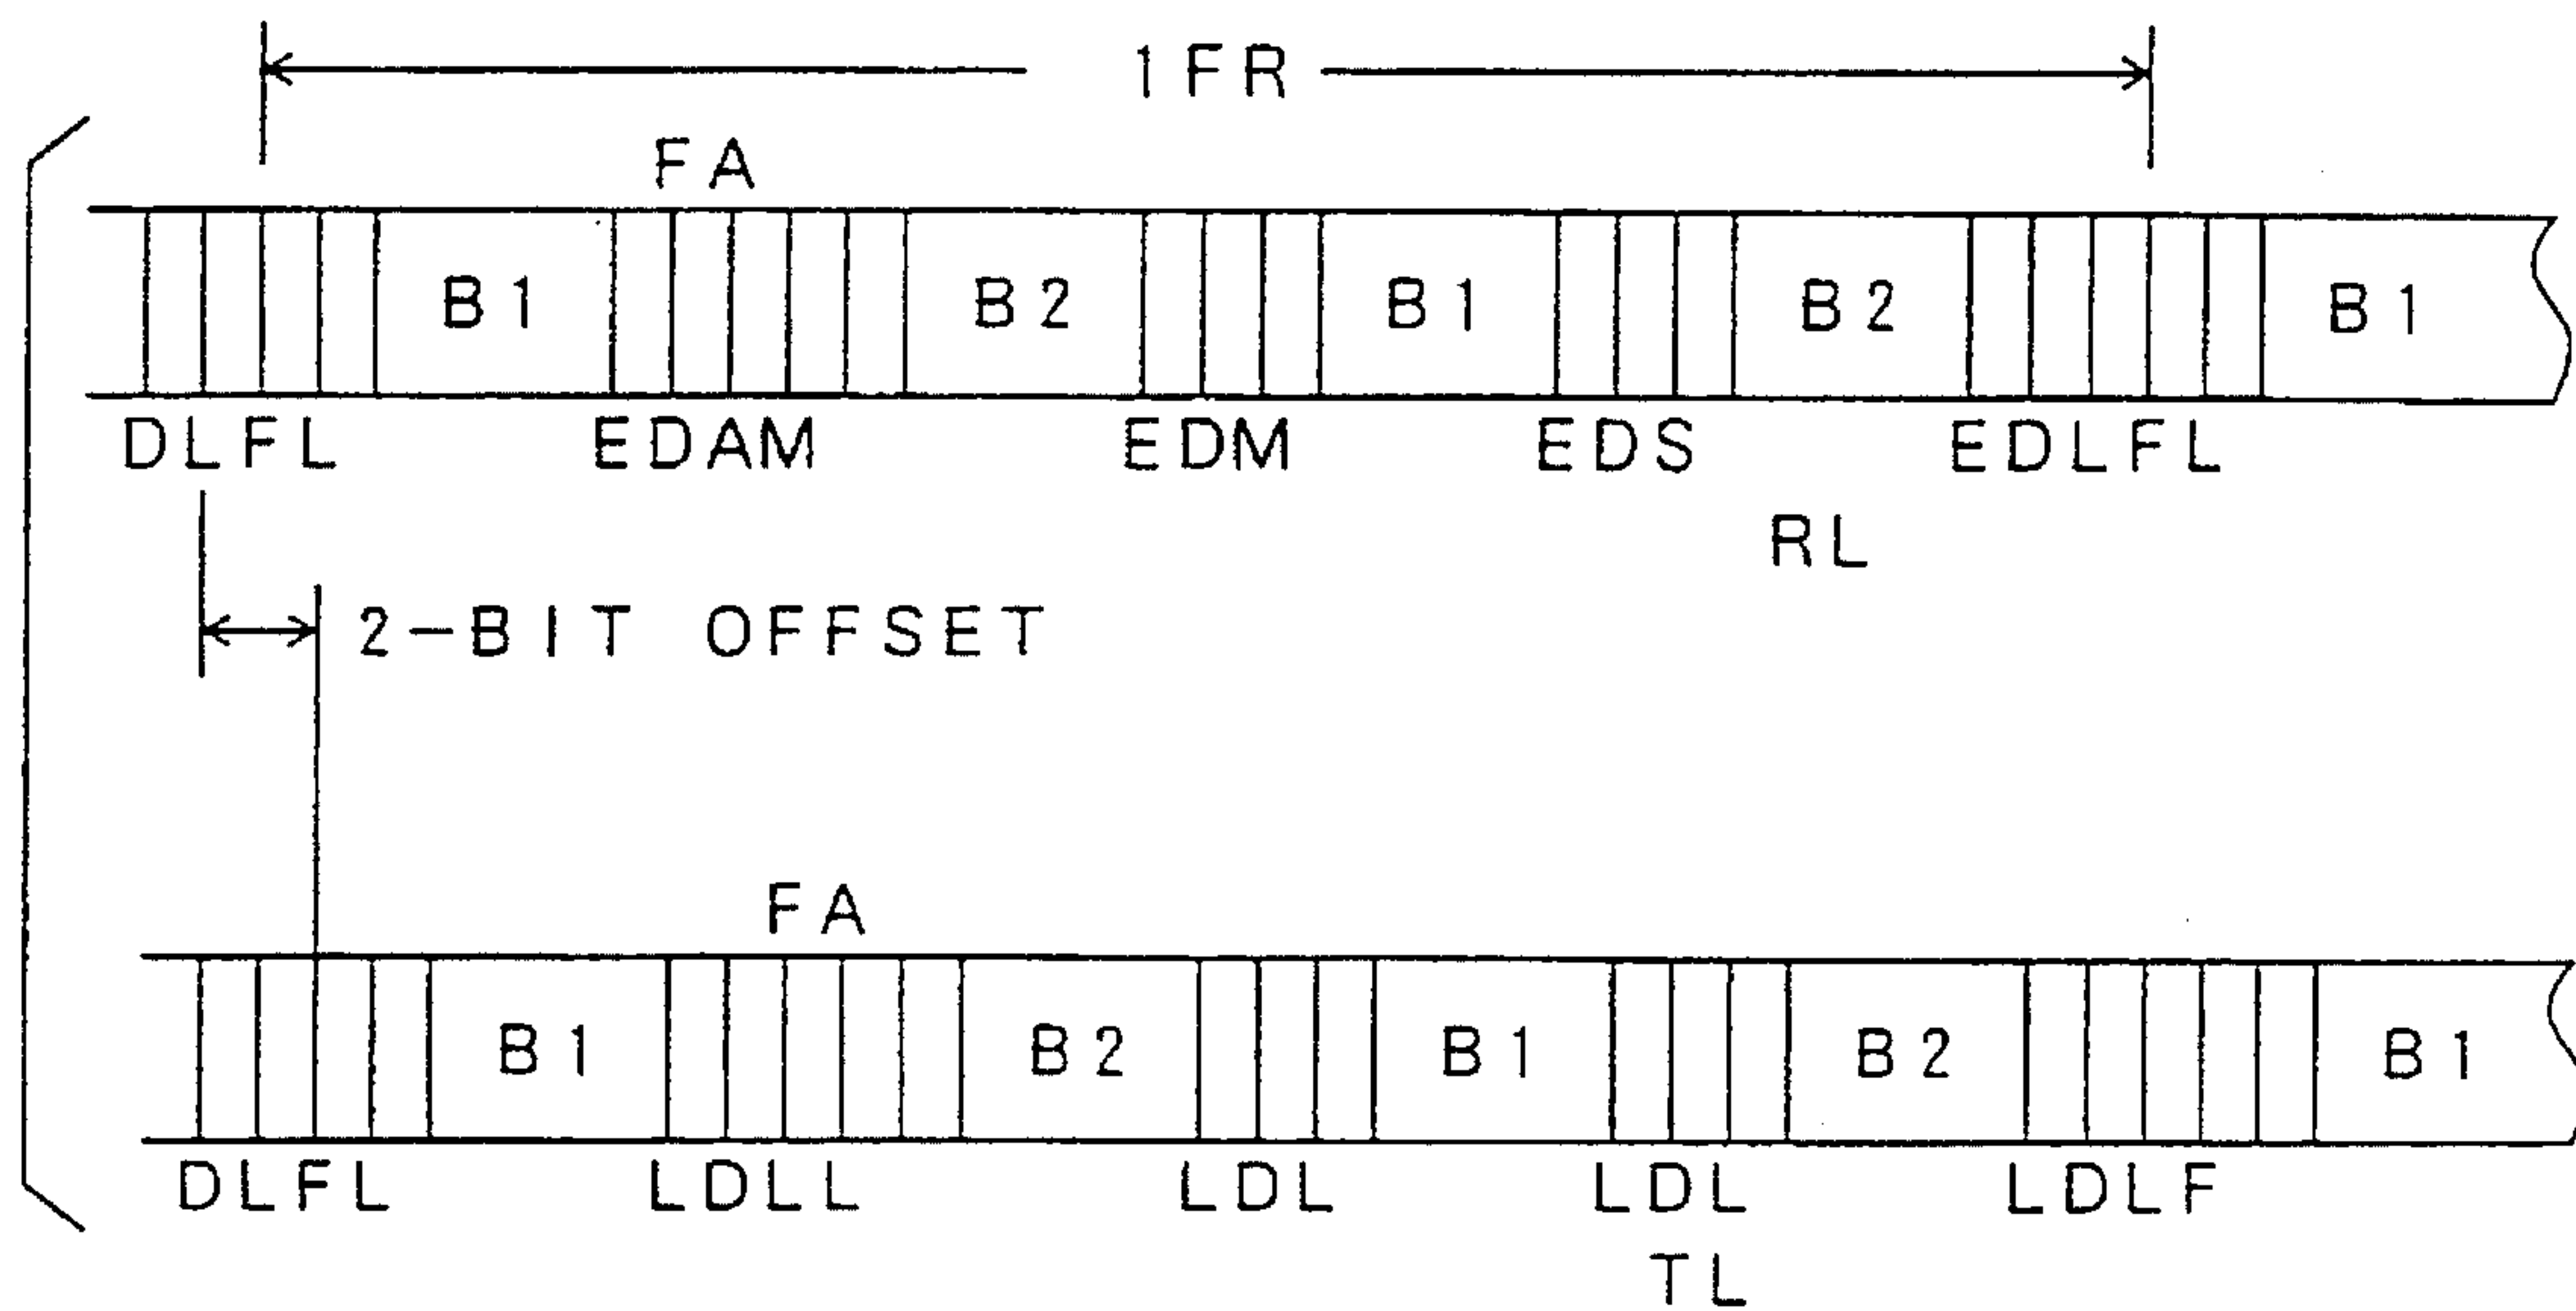 1FR
FA
B1 B2 B1 B2 B1
DLFL EDAM EDM EDS EDLFL
RL
2-BIT OFFSET
FA
B1 B2 B1 B2 B1
DLFL LDLL LDL LDL LDLF
TL